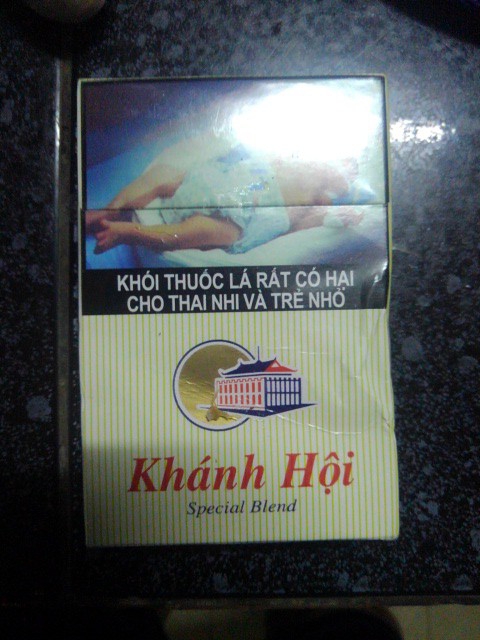 KHÓI THUỐC LÁ RẤT CÓ HẠI
CHO THAI NHI VÀ TRẺ NHỎ
Khánh Hội
Special Blend